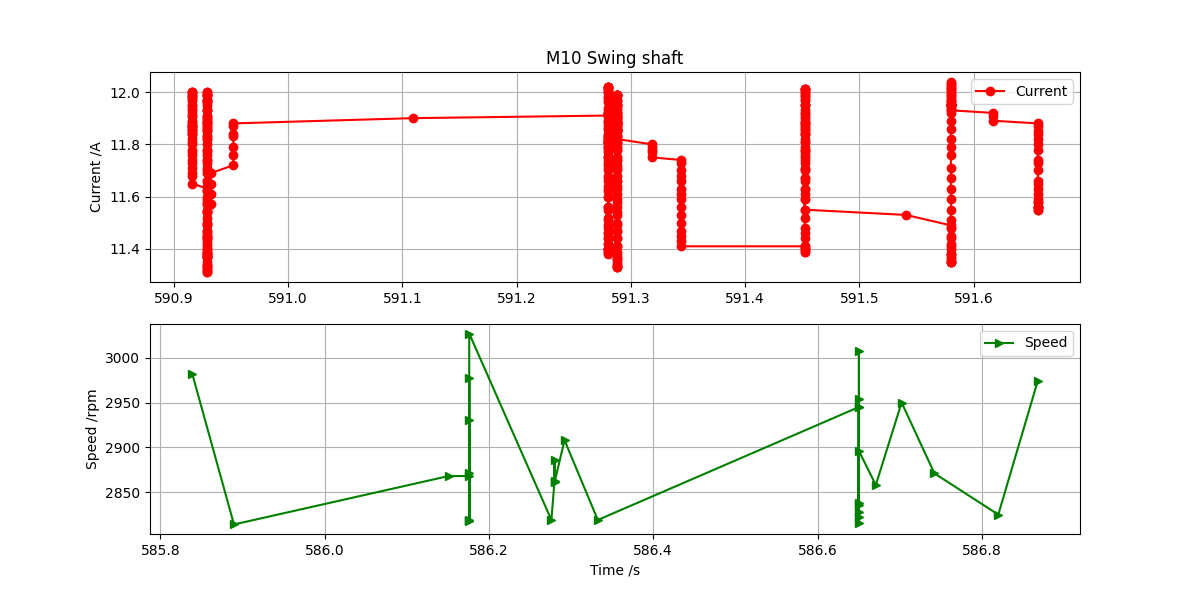 M10 Swing shaft
Current /A
12.0
11.8
11.6
11.4
Current
590.9 591.0 591.1 591.2 591.3 591.4 591.5 591.6
Speed /rpm
3000
2950
2900
2850
Speed
585.8 586.0 586.2 586.4 586.6 586.8
Time /s